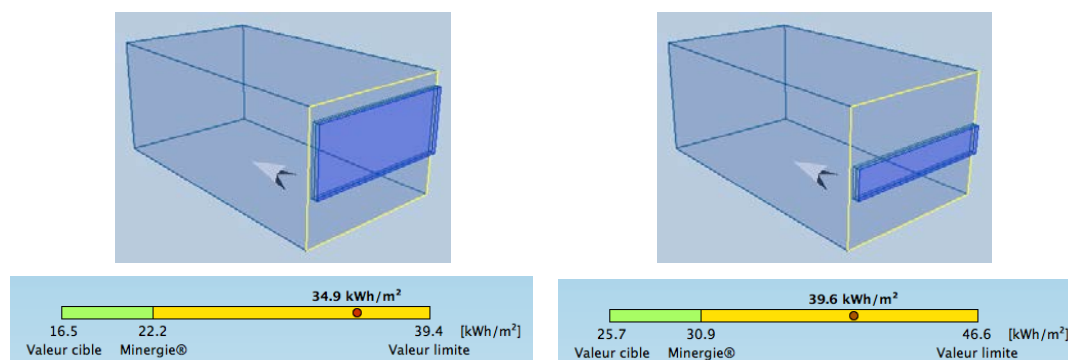 34.9 kWh/m²
16.5 22.2 39.4 [kWh/m²]
Valeur cible Minergie® Valeur limite
39.6 kWh/m²
25.7 30.9 46.6 [kWh/m²]
Valeur cible Minergie® Valeur limite